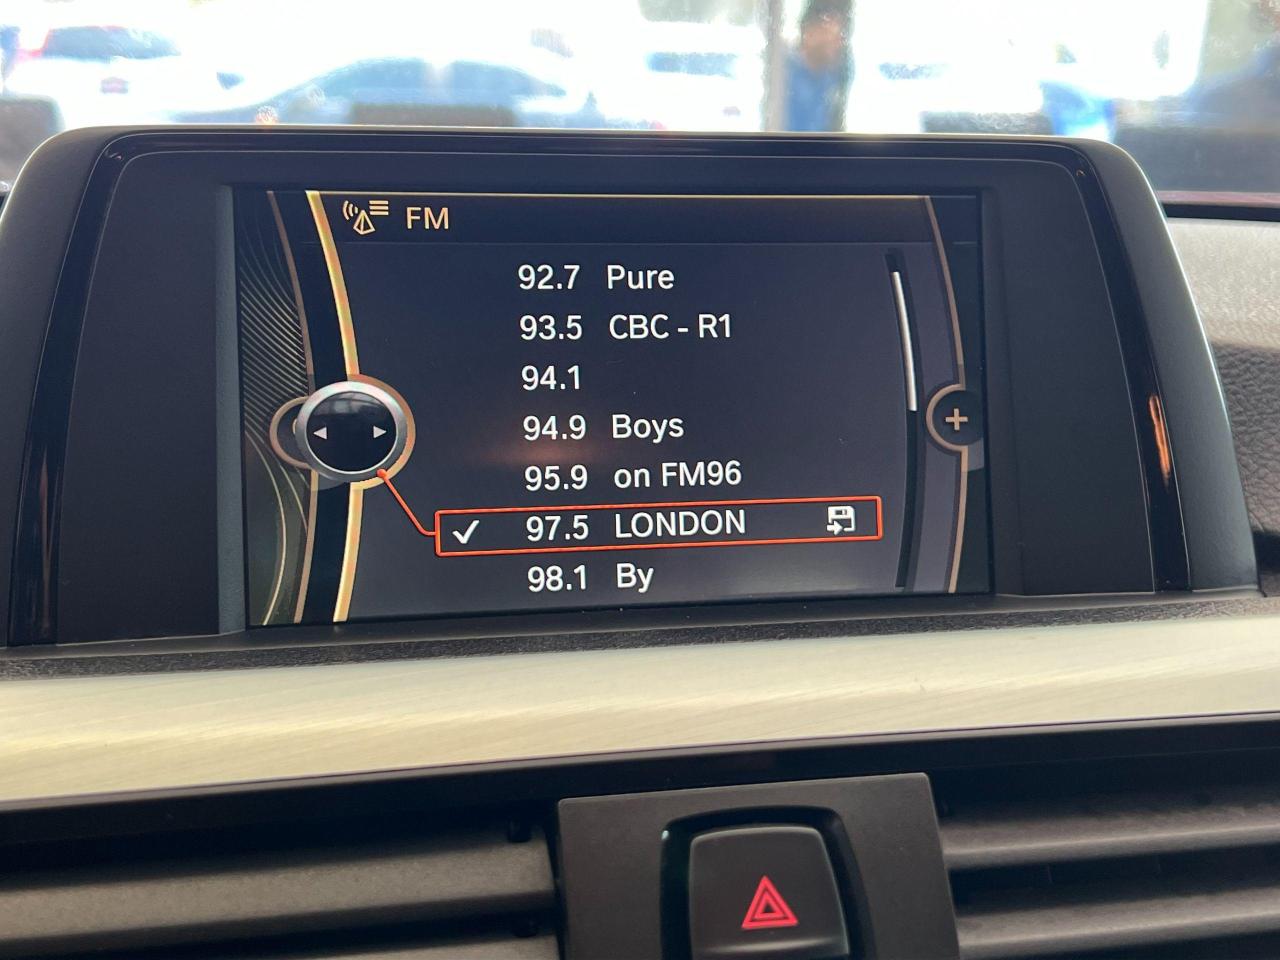 FM
92.7 Pure
93.5 CBC - R1
94.1
94.9 Boys
95.9 on FM96
97.5 LONDON
98.1 By